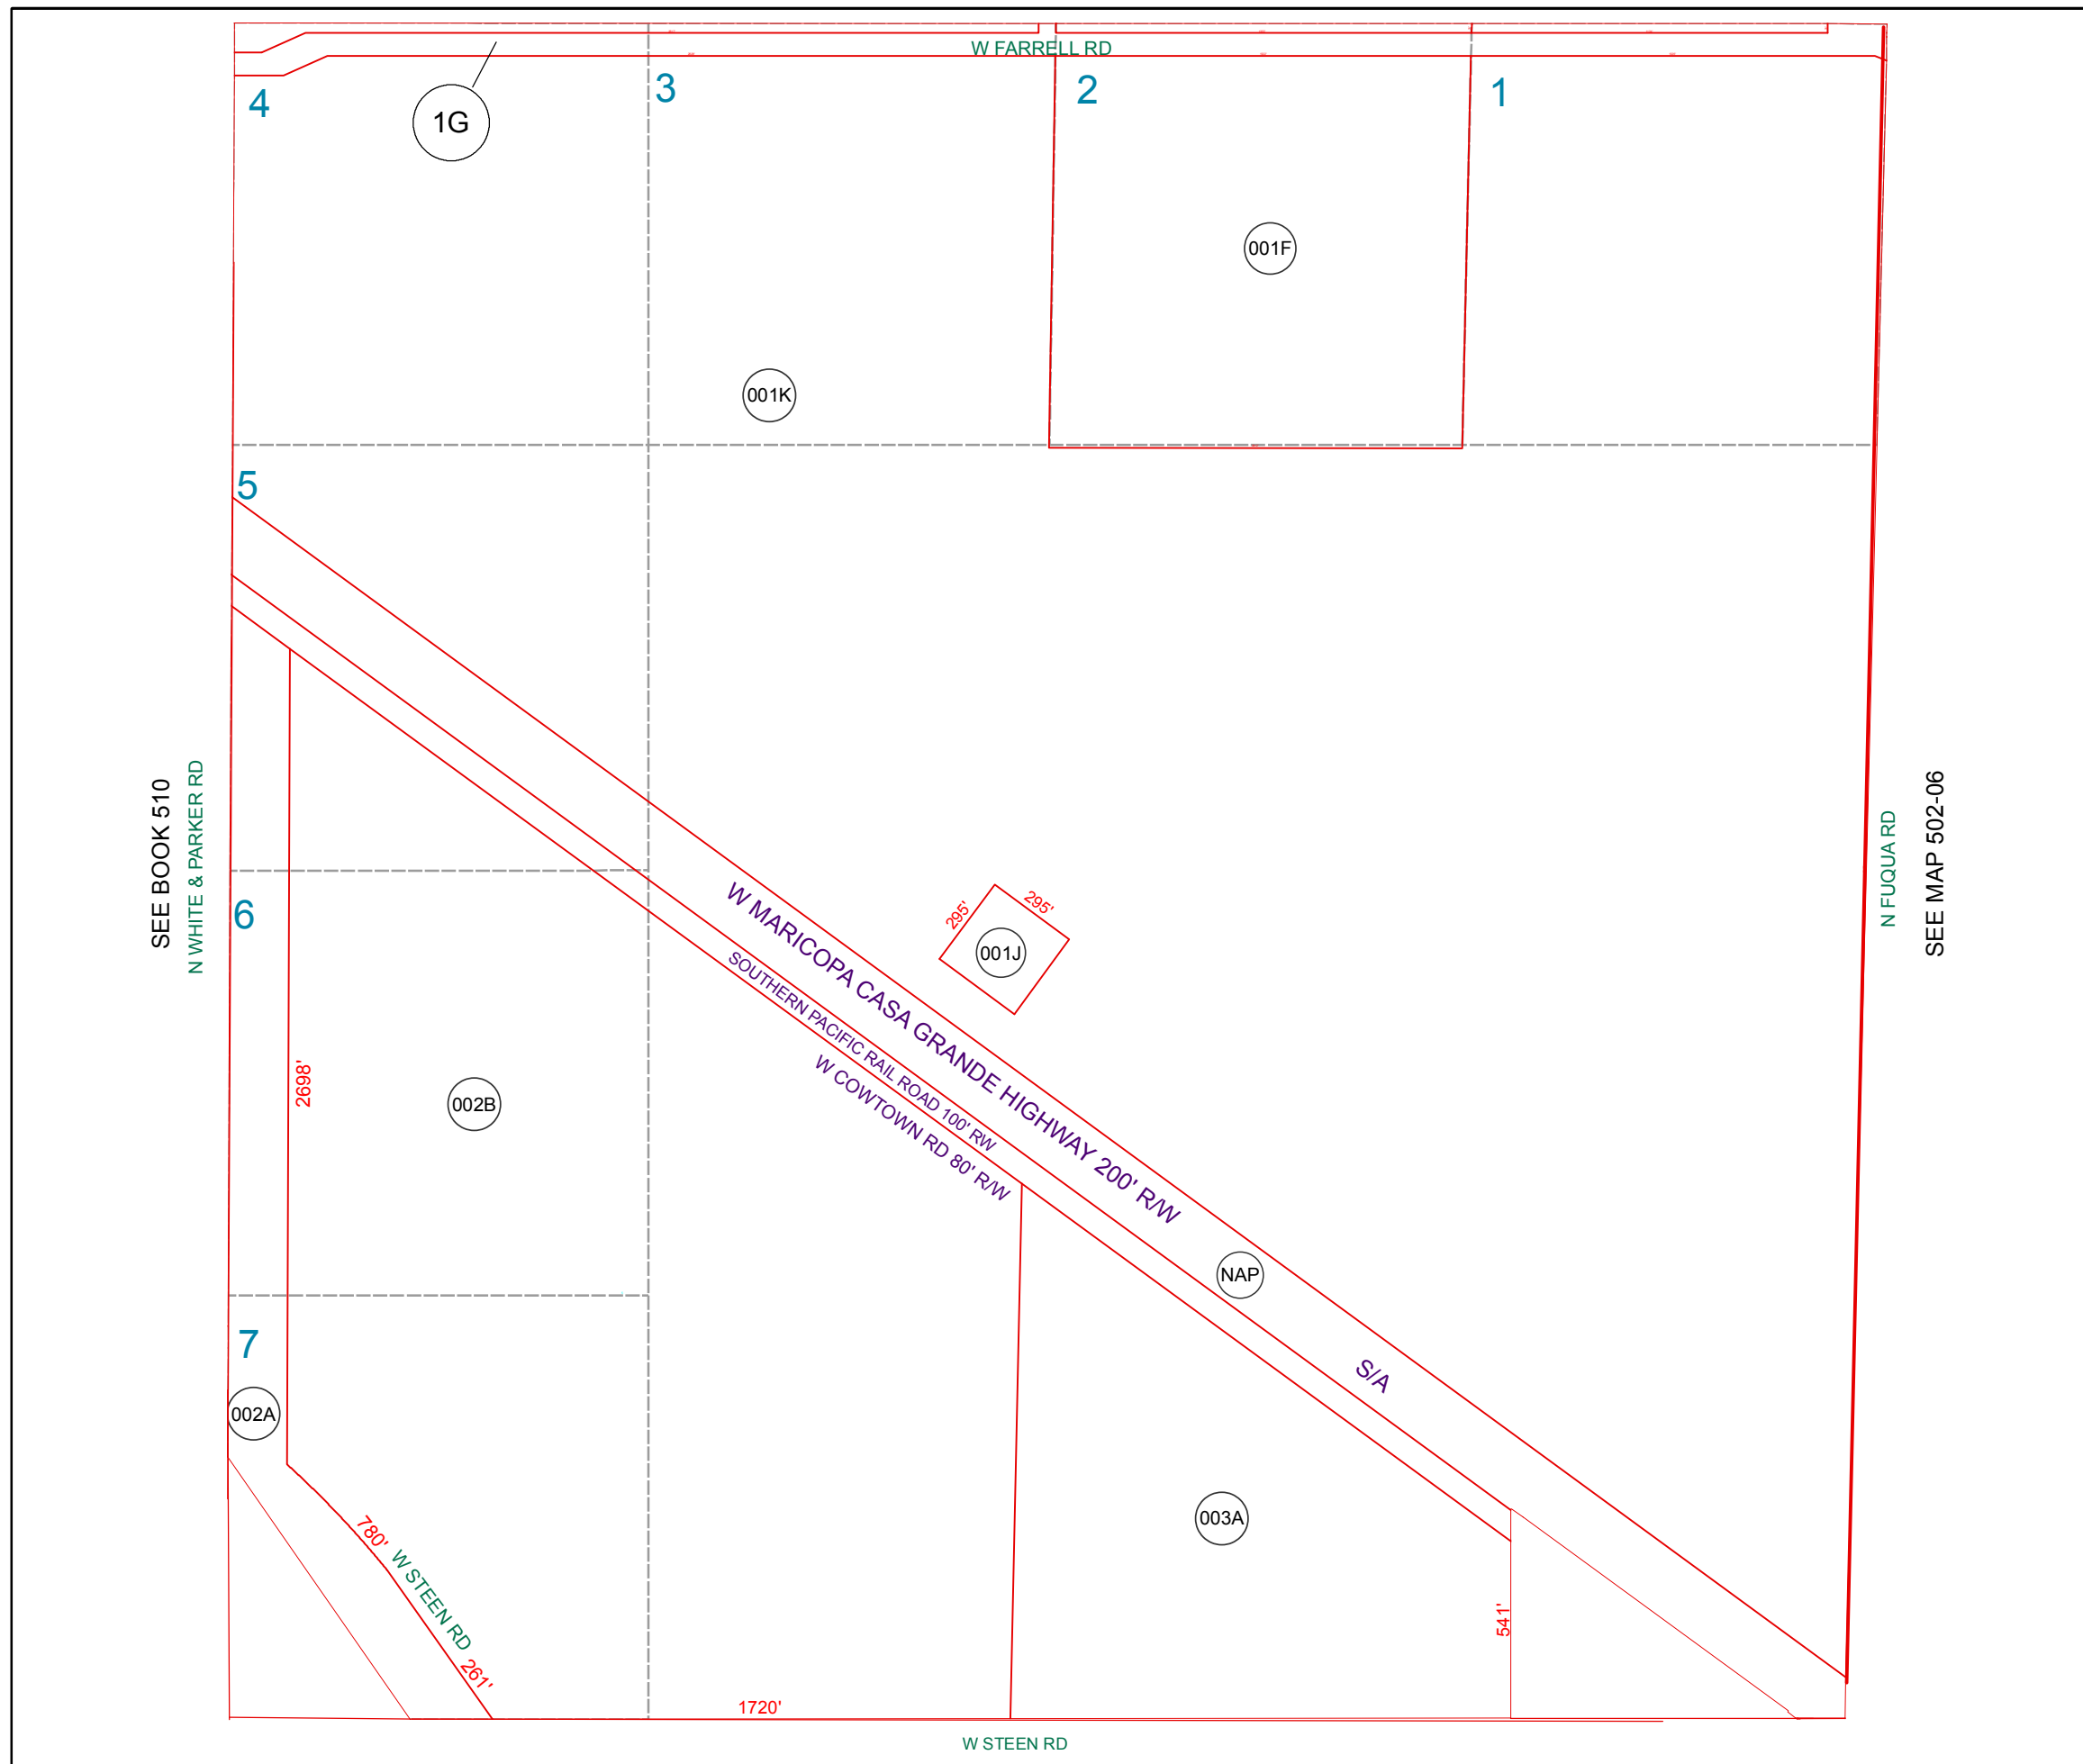 W FARRELL RD
4
3
2
1
1G
001F
001K
5
SEE BOOK 510
N WHITE & PARKER RD
6
295'
295'
001J
W MARICOPA CASA GRANDE HIGHWAY 200' R/W
SOUTHERN PACIFIC RAIL ROAD 100' RW
W COWTOWN RD 80' R/W
N FUQUA RD
SEE MAP 502-06
2698'
002B
NAP
S/A
7
002A
003A
780'
W STEEN RD
261'
541'
1720'
W STEEN RD